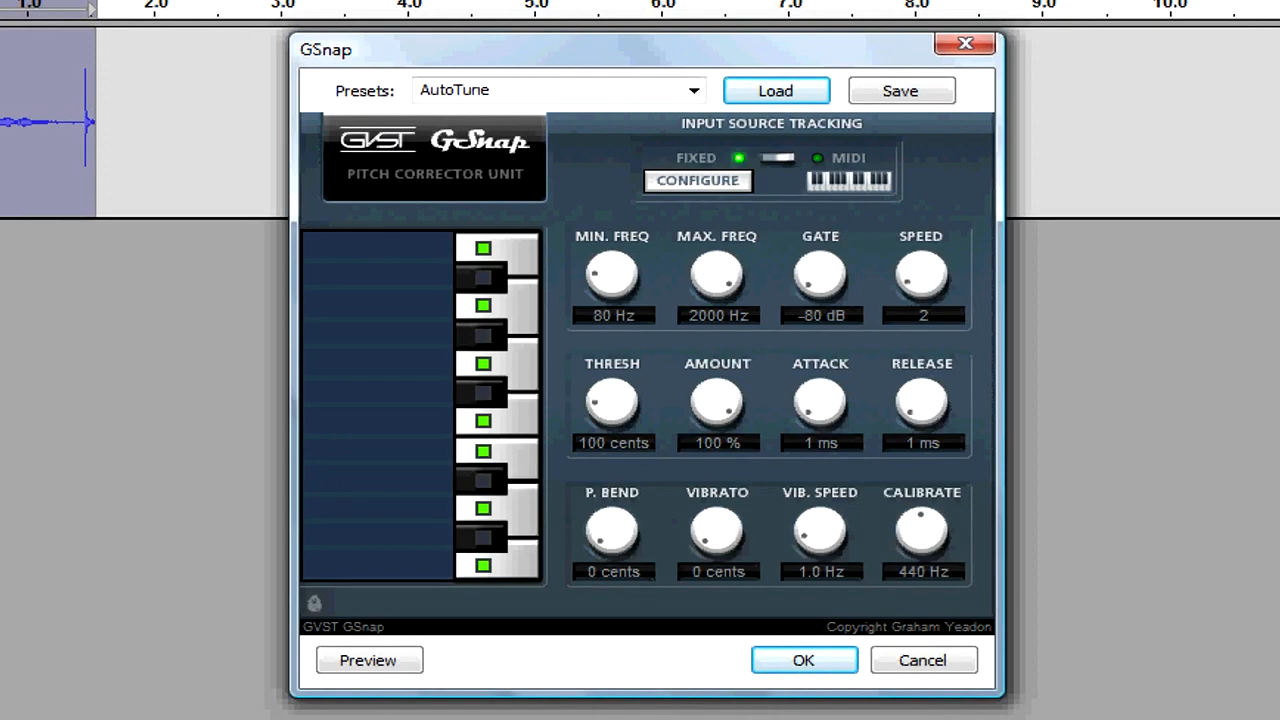 1.0 2.0 3.0 4.0 5.0 6.0 7.0 8.0 9.0 10.0
GSnap
Presets: AutoTune Load Save
GVST GSnap
PITCH CORRECTOR UNIT
INPUT SOURCE TRACKING
FIXED MIDI
CONFIGURE
MIN. FREQ MAX. FREQ GATE SPEED
80 Hz 2000 Hz -80 dB 2
THRESH AMOUNT ATTACK RELEASE
100 cents 100 % 1 ms 1 ms
P. BEND VIBRATO VIB. SPEED CALIBRATE
0 cents 0 cents 1.0 Hz 440 Hz
GVST GSnap Copyright Graham Yeadon
Preview OK Cancel